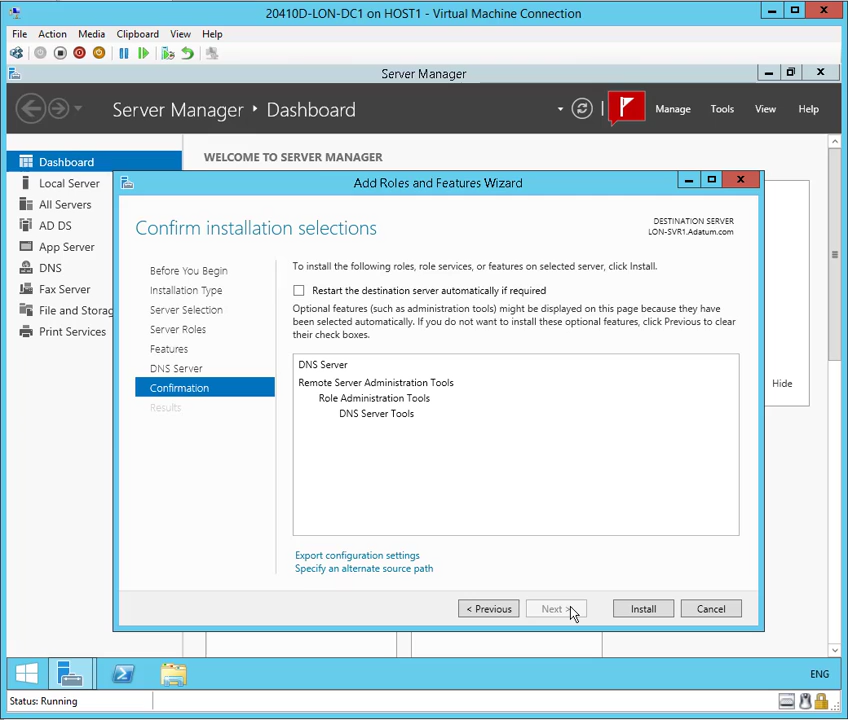 20410D-LON-DC1 on HOST1 - Virtual Machine Connection
File Action Media Clipboard View Help
Server Manager
Server Manager ‣ Dashboard
Manage Tools View Help
Dashboard
Local Server
All Servers
AD DS
App Server
DNS
Fax Server
File and Storag
Print Services
WELCOME TO SERVER MANAGER
Hide
Add Roles and Features Wizard
Confirm installation selections
DESTINATION SERVER
LON-SVR1.Adatum.com
Before You Begin
Installation Type
Server Selection
Server Roles
Features
DNS Server
Confirmation
Results
To install the following roles, role services, or features on selected server, click Install.
Restart the destination server automatically if required
Optional features (such as administration tools) might be displayed on this page because they have
been selected automatically. If you do not want to install these optional features, click Previous to clear
their check boxes.
DNS Server
Remote Server Administration Tools
Role Administration Tools
DNS Server Tools
Export configuration settings
Specify an alternate source path
< Previous Next > Install Cancel
ENG
Status: Running